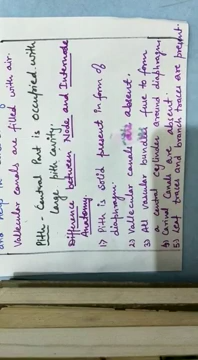 Vallecular canals are filled with air.
Pith: Central Part is occupied with
large Pith cavity.
Difference between Node and Internode
Anatomy:
1) Pith is solid present in form of
diaphragm.
2) Vallecular canals absent.
3) All vascular bundles fuse to form
a central cylinder around diaphragm.
4) Carinal Canals are absent.
5) Leaf traces and branch traces are present.